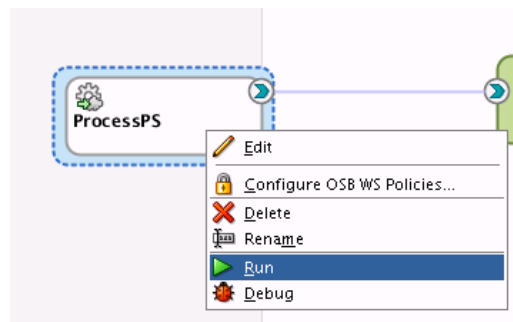 ProcessPS
Edit
Configure OSB WS Policies...
Delete
Rename
Run
Debug